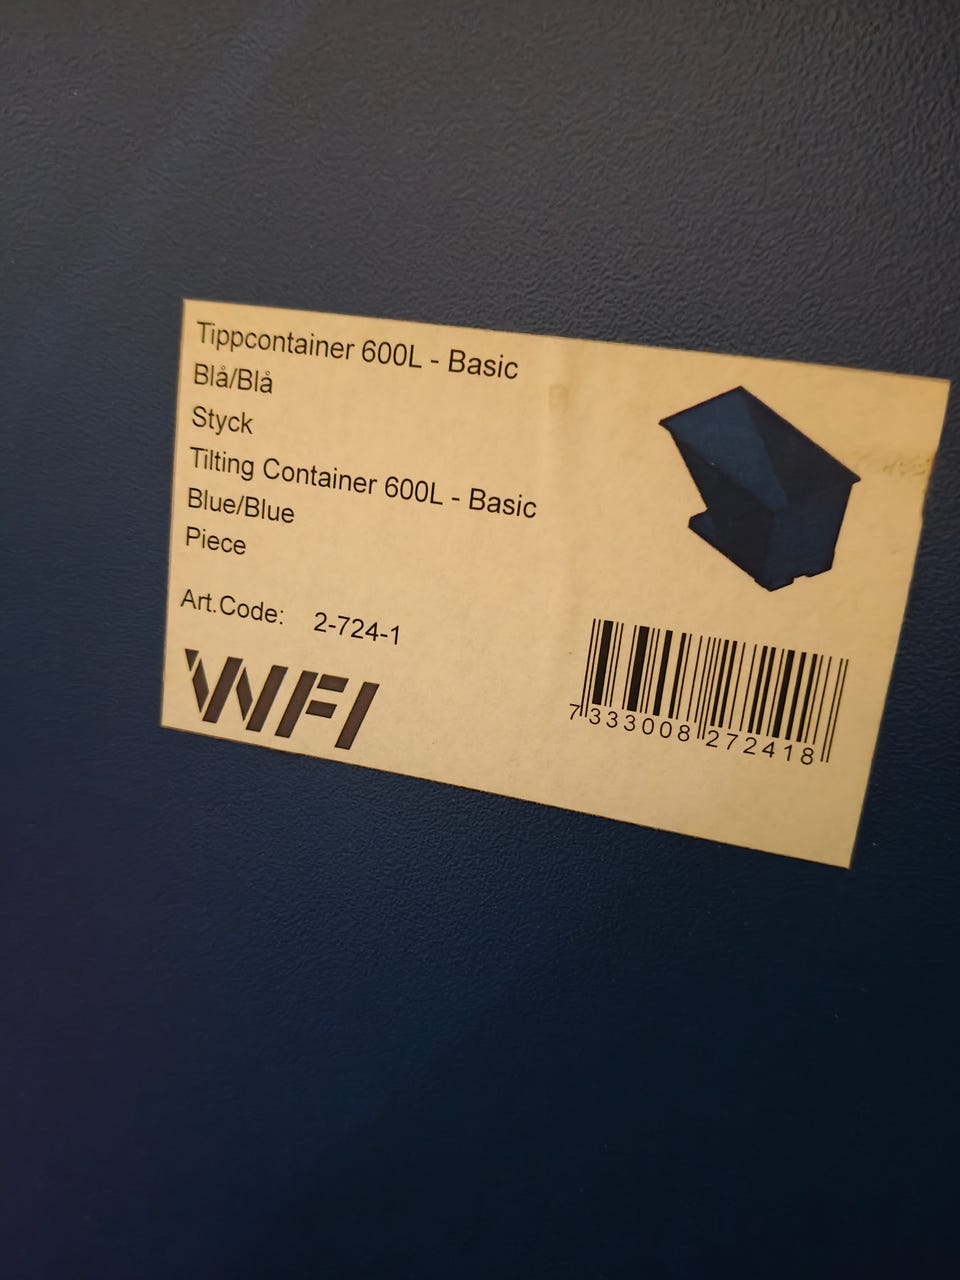 Tippcontainer 600L - Basic
Blå/Blå
Styck
Tilting Container 600L - Basic
Blue/Blue
Piece
Art.Code: 2-724-1
WFI
7 333008 272418